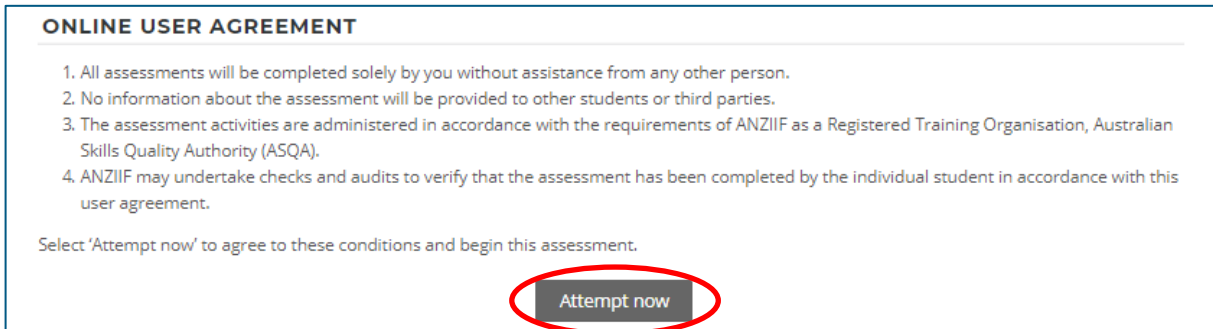 ONLINE USER AGREEMENT
1. All assessments will be completed solely by you without assistance from any other person.
2. No information about the assessment will be provided to other students or third parties.
3. The assessment activities are administered in accordance with the requirements of ANZIIF as a Registered Training Organisation, Australian
Skills Quality Authority (ASQA).
4. ANZIIF may undertake checks and audits to verify that the assessment has been completed by the individual student in accordance with this
user agreement.
Select ‘Attempt now’ to agree to these conditions and begin this assessment.
Attempt now